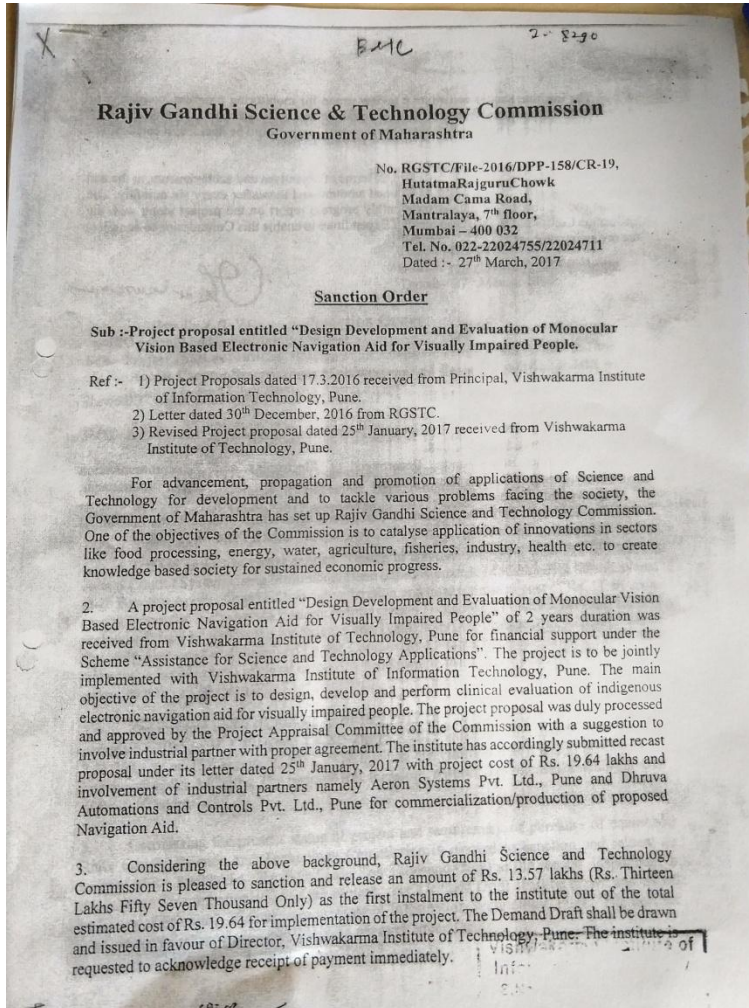 X
2- 8290
Rajiv Gandhi Science & Technology Commission
Government of Maharashtra
No. RGSTC/File-2016/DPP-158/CR-19,
HutatmaRajguruChowk
Madam Cama Road,
Mantralaya, 7th floor,
Mumbai – 400 032
Tel. No. 022-22024755/22024711
Dated :- 27th March, 2017
Sanction Order
Sub :-Project proposal entitled “Design Development and Evaluation of Monocular
Vision Based Electronic Navigation Aid for Visually Impaired People.
Ref :- 1) Project Proposals dated 17.3.2016 received from Principal, Vishwakarma Institute
of Information Technology, Pune.
2) Letter dated 30th December, 2016 from RGSTC.
3) Revised Project proposal dated 25th January, 2017 received from Vishwakarma
Institute of Technology, Pune.
For advancement, propagation and promotion of applications of Science and
Technology for development and to tackle various problems facing the society, the
Government of Maharashtra has set up Rajiv Gandhi Science and Technology Commission.
One of the objectives of the Commission is to catalyse application of innovations in sectors
like food processing, energy, water, agriculture, fisheries, industry, health etc. to create
knowledge based society for sustained economic progress.
2. A project proposal entitled “Design Development and Evaluation of Monocular Vision
Based Electronic Navigation Aid for Visually Impaired People” of 2 years duration was
received from Vishwakarma Institute of Technology, Pune for financial support under the
Scheme “Assistance for Science and Technology Applications”. The project is to be jointly
implemented with Vishwakarma Institute of Information Technology, Pune. The main
objective of the project is to design, develop and perform clinical evaluation of indigenous
electronic navigation aid for visually impaired people. The project proposal was duly processed
and approved by the Project Appraisal Committee of the Commission with a suggestion to
involve industrial partner with proper agreement. The institute has accordingly submitted recast
proposal under its letter dated 25th January, 2017 with project cost of Rs. 19.64 lakhs and
involvement of industrial partners namely Aeron Systems Pvt. Ltd., Pune and Dhruva
Automations and Controls Pvt. Ltd., Pune for commercialization/production of proposed
Navigation Aid.
3. Considering the above background, Rajiv Gandhi Science and Technology
Commission is pleased to sanction and release an amount of Rs. 13.57 lakhs (Rs. Thirteen
Lakhs Fifty Seven Thousand Only) as the first instalment to the institute out of the total
estimated cost of Rs. 19.64 for implementation of the project. The Demand Draft shall be drawn
and issued in favour of Director, Vishwakarma Institute of Technology, Pune. The institute is
requested to acknowledge receipt of payment immediately.
of